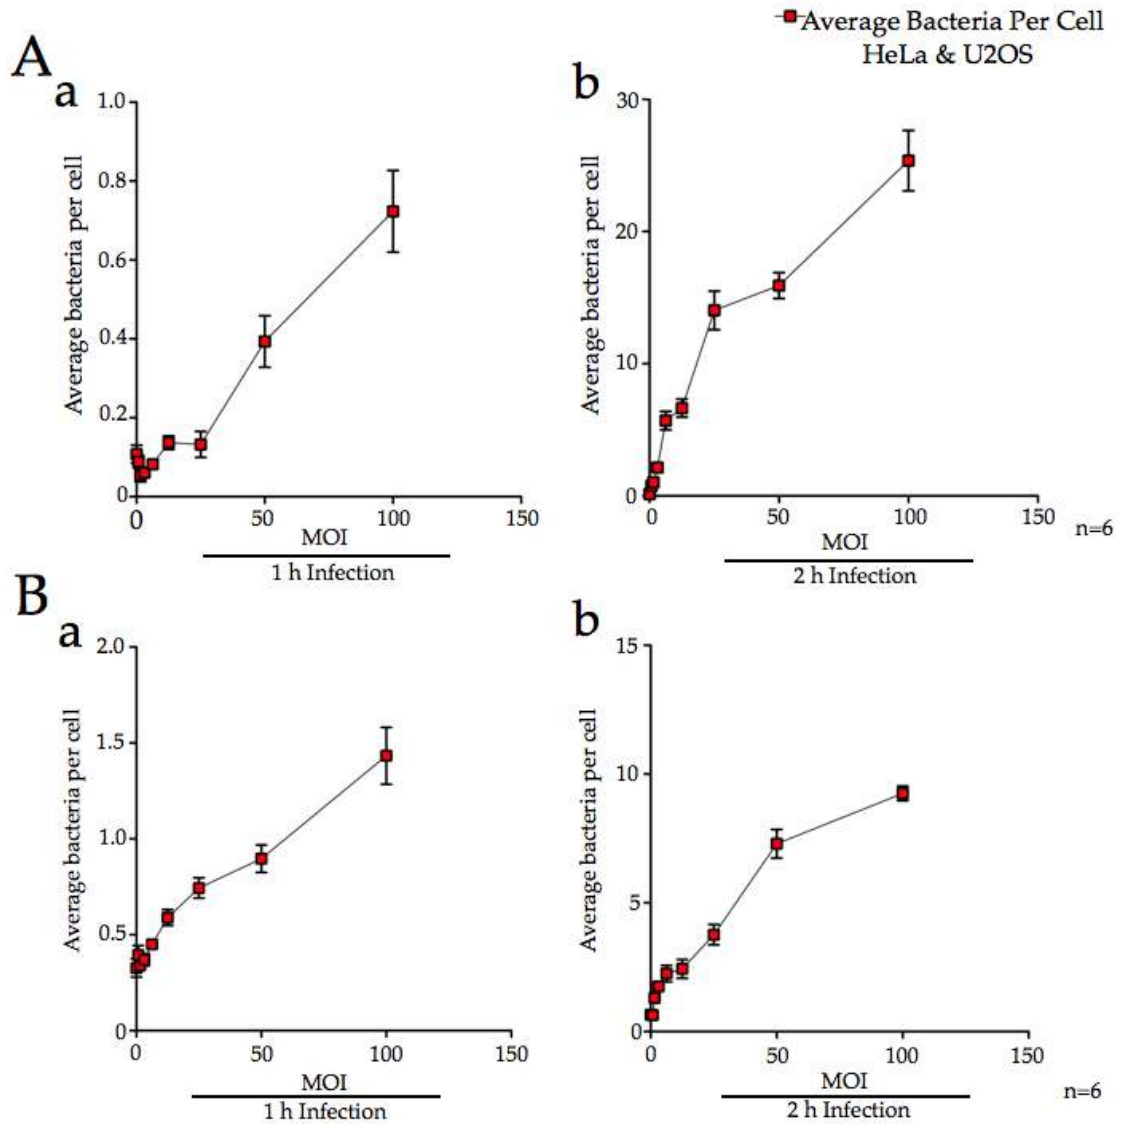 Average Bacteria Per Cell
HeLa & U2OS
A
a
Average bacteria per cell
1.0
0.8
0.6
0.4
0.2
0
0 50 100 150
MOI
1 h Infection
b
Average bacteria per cell
30
20
10
0
0 50 100 150
MOI
2 h Infection
n=6
B
a
Average bacteria per cell
2.0
1.5
1.0
0.5
0
0 50 100 150
MOI
1 h Infection
b
Average bacteria per cell
15
10
5
0
0 50 100 150
MOI
2 h Infection
n=6